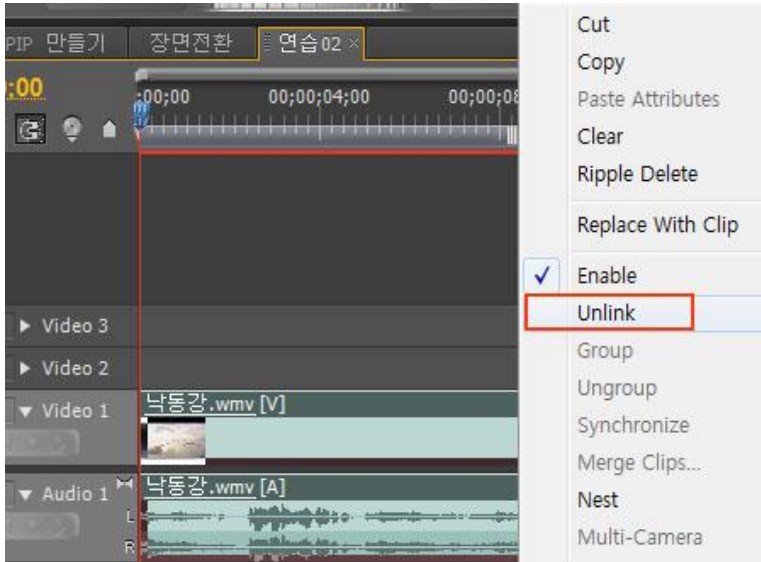 PIP 만들기 장면전환 연습02 ×
:00
:00;00 00;00;04;00 00;00;08
Video 3
Video 2
Video 1
낙동강.wmv [V]
Audio 1
낙동강.wmv [A]
L
R
Cut
Copy
Paste Attributes
Clear
Ripple Delete
Replace With Clip
Enable
Unlink
Group
Ungroup
Synchronize
Merge Clips...
Nest
Multi-Camera